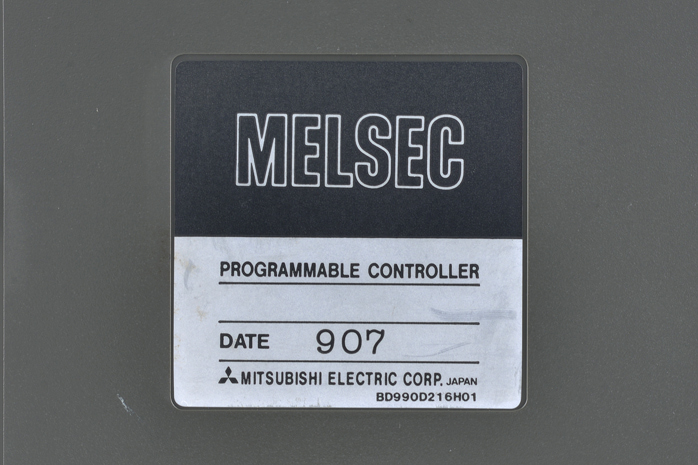 MELSEC
PROGRAMMABLE CONTROLLER
DATE 907
MITSUBISHI ELECTRIC CORP. JAPAN
BD990D216H01